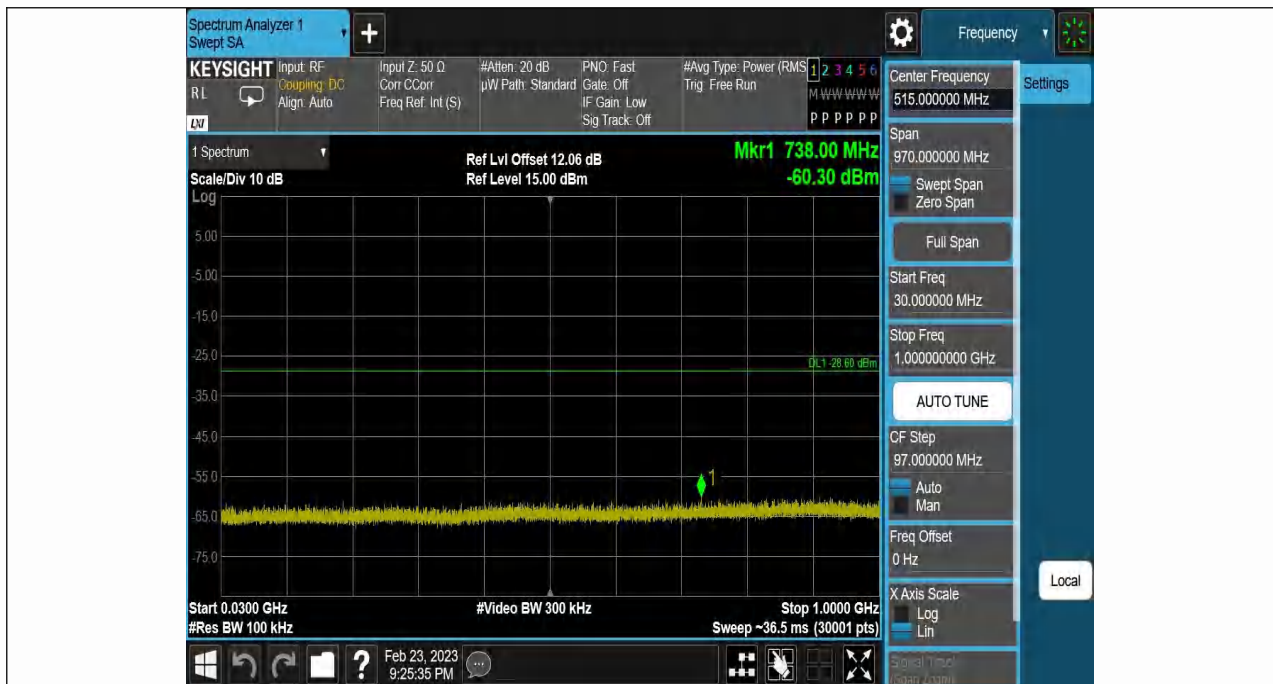 Spectrum Analyzer 1
Swept SA
+
Frequency
KEYSIGHT
RL
LXI
Input: RF
Coupling: DC
Align: Auto
Input Z: 50 Ω
Corr CCorr
Freq Ref: Int (S)
#Atten: 20 dB
µW Path: Standard
PNO: Fast
Gate: Off
IF Gain: Low
Sig Track: Off
#Avg Type: Power (RMS
Trig: Free Run
1 2 3 4 5 6
M W W W W W
P P P P P P
Center Frequency
515.000000 MHz
Settings
1 Spectrum
Scale/Div 10 dB
Ref Lvl Offset 12.06 dB
Ref Level 15.00 dBm
Mkr1 738.00 MHz
-60.30 dBm
Span
970.000000 MHz
Swept Span
Zero Span
Full Span
Start Freq
30.000000 MHz
Stop Freq
1.000000000 GHz
AUTO TUNE
CF Step
97.000000 MHz
Auto
Man
Freq Offset
0 Hz
X Axis Scale
Log
Lin
Signal Track
(Span Zoom)
Local
Log
5.00
-5.00
-15.0
-25.0
DL1 -28.60 dBm
-35.0
-45.0
-55.0
1
-65.0
-75.0
Start 0.0300 GHz
#Video BW 300 kHz
Stop 1.0000 GHz
#Res BW 100 kHz
Sweep ~36.5 ms (30001 pts)
?
Feb 23, 2023
9:25:35 PM